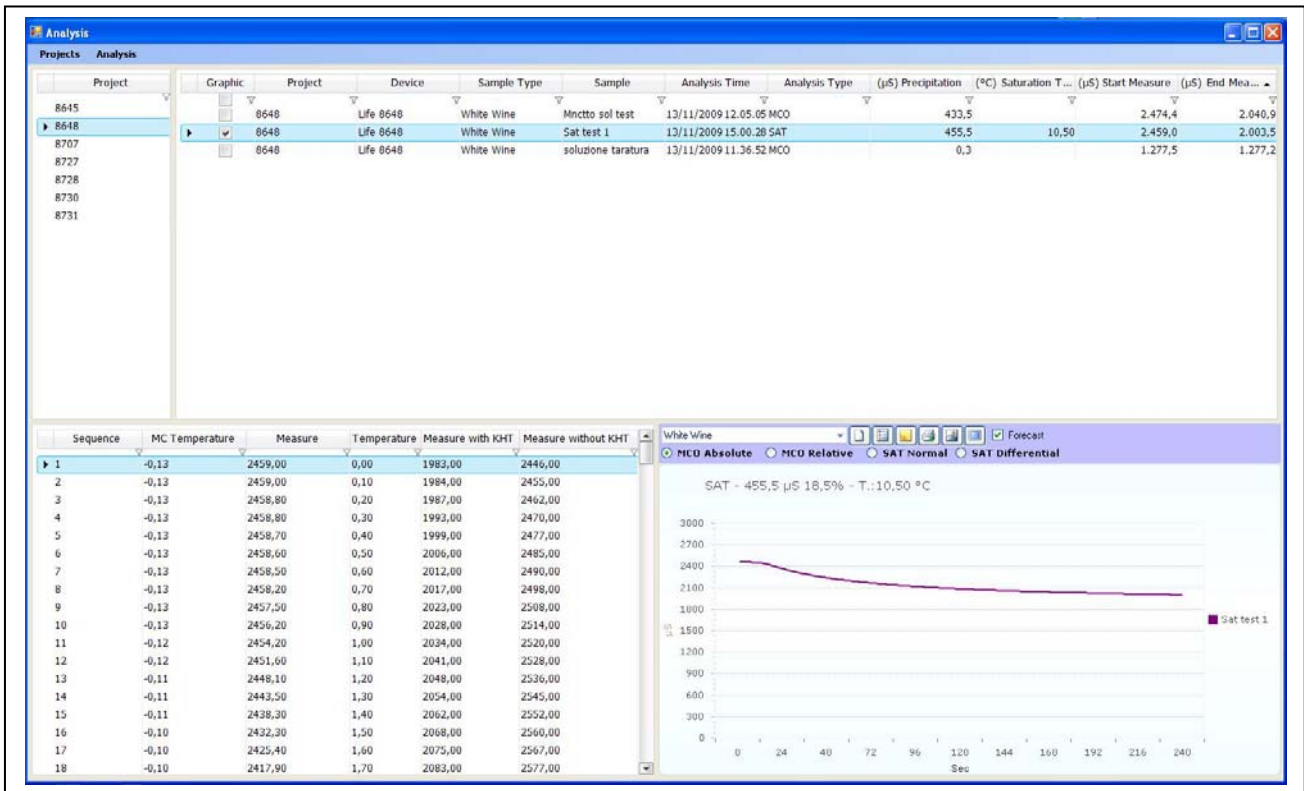 Analysis
Projects Analysis
Project
8645
8648
8707
8727
8728
8730
8731
Graphic Project Device Sample Type Sample Analysis Time Analysis Type (µS) Precipitation (°C) Saturation T... (µS) Start Measure (µS) End Mea...
8648 Life 8648 White Wine Mnctto sol test 13/11/2009 12.05.05 MCO 433,5 2.474,4 2.040,9
8648 Life 8648 White Wine Sat test 1 13/11/2009 15.00.28 SAT 455,5 10,50 2.459,0 2.003,5
8648 Life 8648 White Wine soluzione taratura 13/11/2009 11.36.52 MCO 0,3 1.277,5 1.277,2
Sequence MC Temperature Measure Temperature Measure with KHT Measure without KHT
1 -0,13 2459,00 0,00 1983,00 2446,00
2 -0,13 2459,00 0,10 1984,00 2455,00
3 -0,13 2458,80 0,20 1987,00 2462,00
4 -0,13 2458,80 0,30 1993,00 2470,00
5 -0,13 2458,70 0,40 1999,00 2477,00
6 -0,13 2458,60 0,50 2006,00 2485,00
7 -0,13 2458,50 0,60 2012,00 2490,00
8 -0,13 2458,20 0,70 2017,00 2498,00
9 -0,13 2457,50 0,80 2023,00 2508,00
10 -0,13 2456,20 0,90 2028,00 2514,00
11 -0,12 2454,20 1,00 2034,00 2520,00
12 -0,12 2451,60 1,10 2041,00 2528,00
13 -0,11 2448,10 1,20 2048,00 2536,00
14 -0,11 2443,50 1,30 2054,00 2545,00
15 -0,11 2438,30 1,40 2062,00 2552,00
16 -0,10 2432,30 1,50 2068,00 2560,00
17 -0,10 2425,40 1,60 2075,00 2567,00
18 -0,10 2417,90 1,70 2083,00 2577,00
White Wine Forecast
MCO Absolute MCO Relative SAT Normal SAT Differential
SAT - 455,5 µS 18,5% - T.:10,50 °C
3000
2700
2400
2100
1800
1500
1200
900
600
300
0
µS
0 24 48 72 96 120 144 168 192 216 240
Sec
Sat test 1